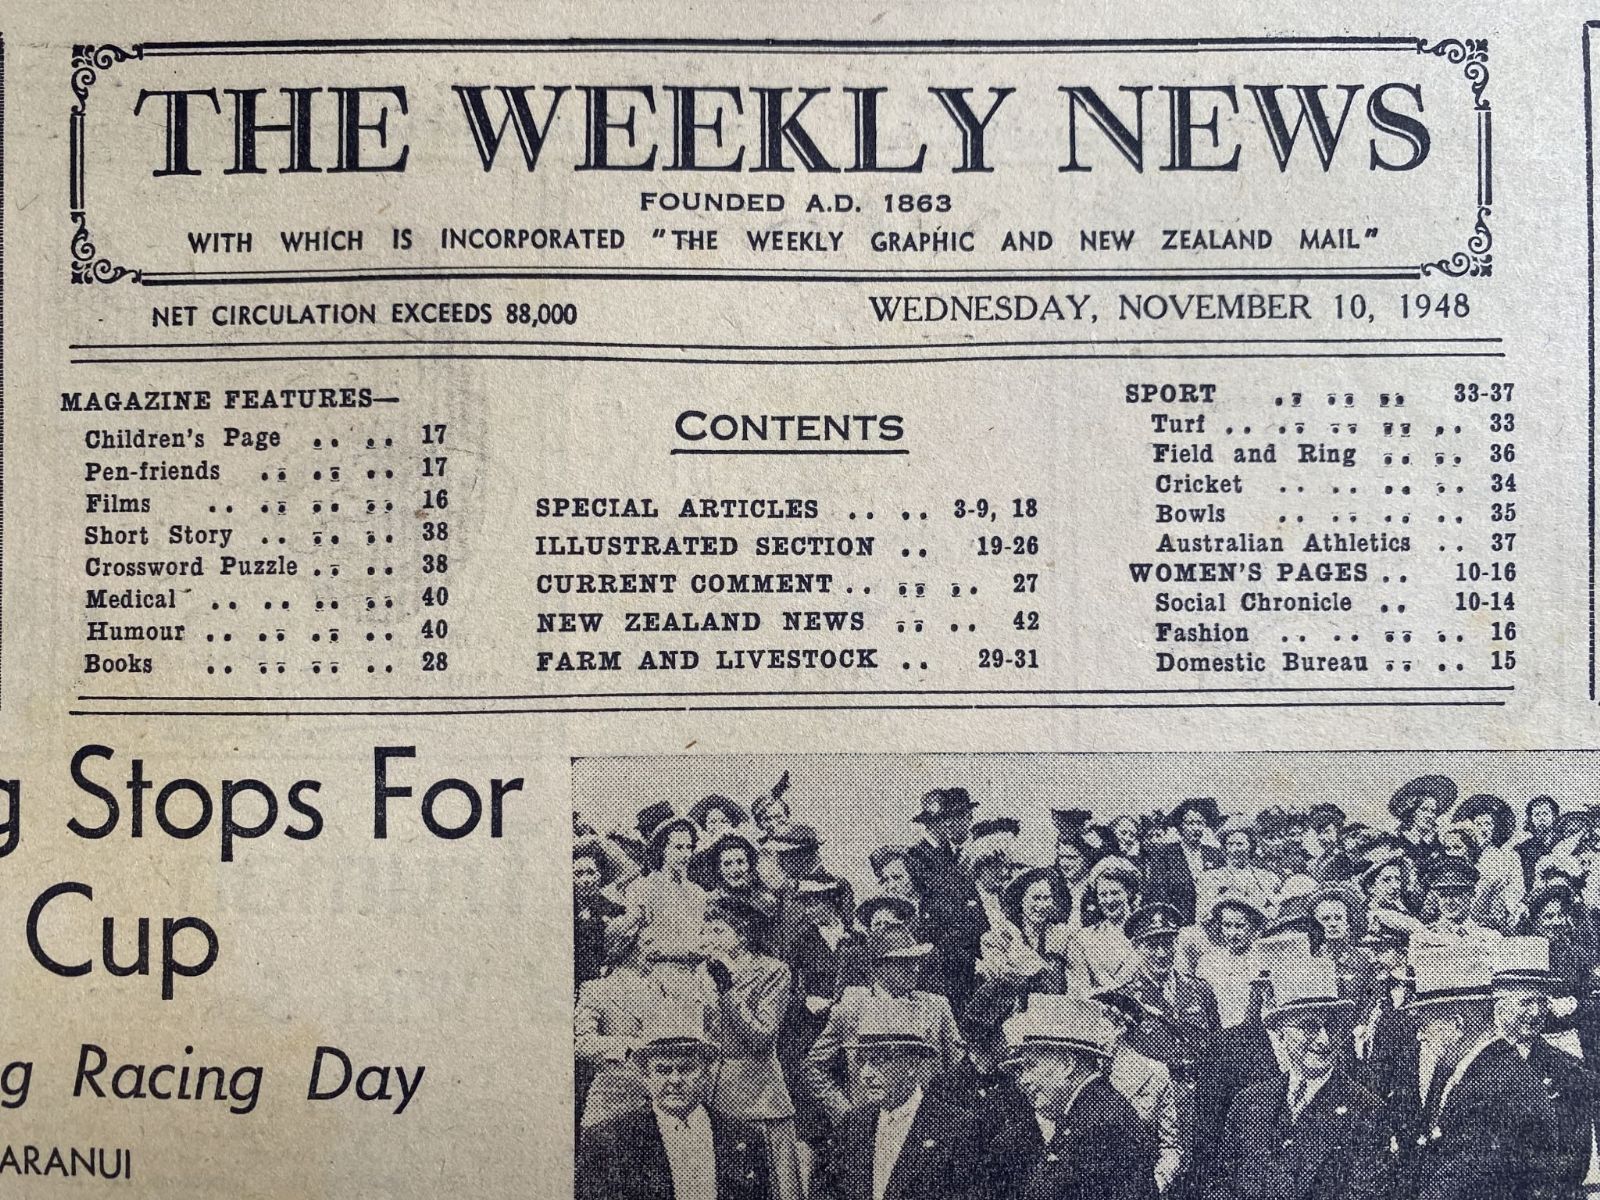 THE WEEKLY NEWS
FOUNDED A.D. 1863
WITH WHICH IS INCORPORATED "THE WEEKLY GRAPHIC AND NEW ZEALAND MAIL"
NET CIRCULATION EXCEEDS 88,000
WEDNESDAY, NOVEMBER 10, 1948
MAGAZINE FEATURES—
Children's Page .. .. 17
Pen-friends .. .. .. 17
Films .. .. .. .. 16
Short Story .. .. .. 38
Crossword Puzzle .. .. 38
Medical .. .. .. .. 40
Humour .. .. .. .. 40
Books .. .. .. .. 28
CONTENTS
SPECIAL ARTICLES .. .. 3-9, 18
ILLUSTRATED SECTION .. 19-26
CURRENT COMMENT .. .. .. 27
NEW ZEALAND NEWS .. .. 42
FARM AND LIVESTOCK .. 29-31
SPORT .. .. .. 33-37
Turf .. .. .. .. .. 33
Field and Ring .. .. 36
Cricket .. .. .. .. 34
Bowls .. .. .. .. 35
Australian Athletics .. 37
WOMEN'S PAGES .. 10-16
Social Chronicle .. 10-14
Fashion .. .. .. .. 16
Domestic Bureau .. .. 15
g Stops For
Cup
g Racing Day
ARANUI